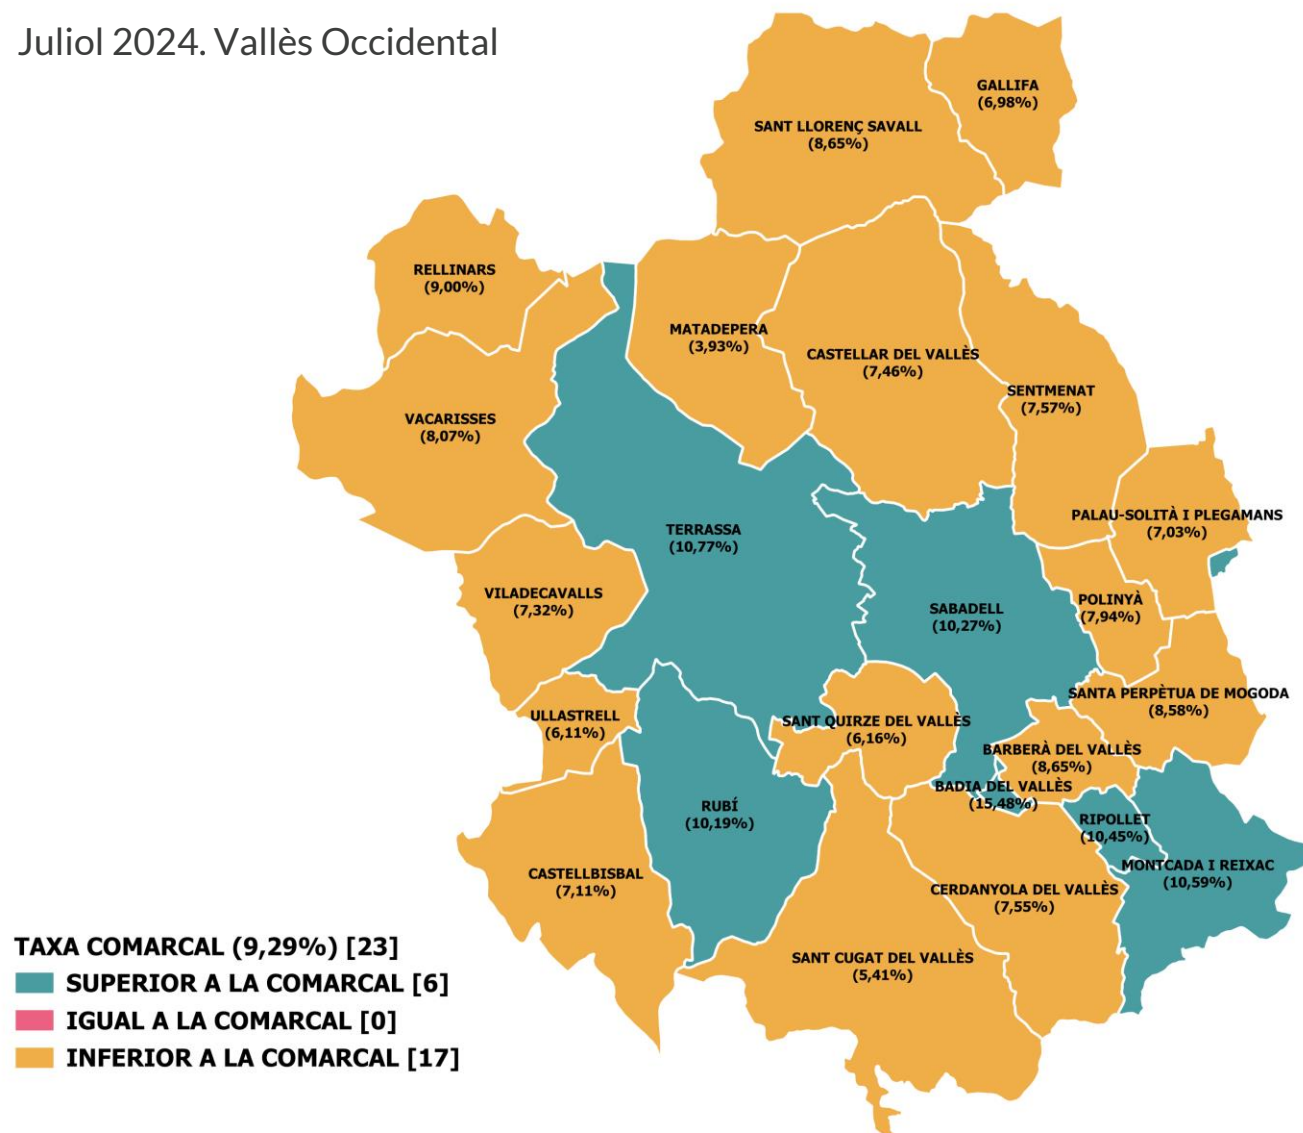 Juliol 2024. Vallès Occidental
GALLIFA
(6,98%)
SANT LLORENÇ SAVALL
(8,65%)
RELLINARS
(9,00%)
MATADEPERA
(3,93%)
CASTELLAR DEL VALLÈS
(7,46%)
SENTMENAT
(7,57%)
VACARISSES
(8,07%)
PALAU-SOLITÀ I PLEGAMANS
(7,03%)
TERRASSA
(10,77%)
VILADECAVALLS
(7,32%)
SABADELL
(10,27%)
POLINYÀ
(7,94%)
SANTA PERPÈTUA DE MOGODA
(8,58%)
ULLASTRELL
(6,11%)
SANT QUIRZE DEL VALLÈS
(6,16%)
BARBERÀ DEL VALLÈS
(8,65%)
BADIA DEL VALLÈS
(15,48%)
RUBÍ
(10,19%)
RIPOLLET
(10,45%)
MONTCADA I REIXAC
(10,59%)
CASTELLBISBAL
(7,11%)
CERDANYOLA DEL VALLÈS
(7,55%)
SANT CUGAT DEL VALLÈS
(5,41%)
TAXA COMARCAL (9,29%) [23]
SUPERIOR A LA COMARCAL [6]
IGUAL A LA COMARCAL [0]
INFERIOR A LA COMARCAL [17]